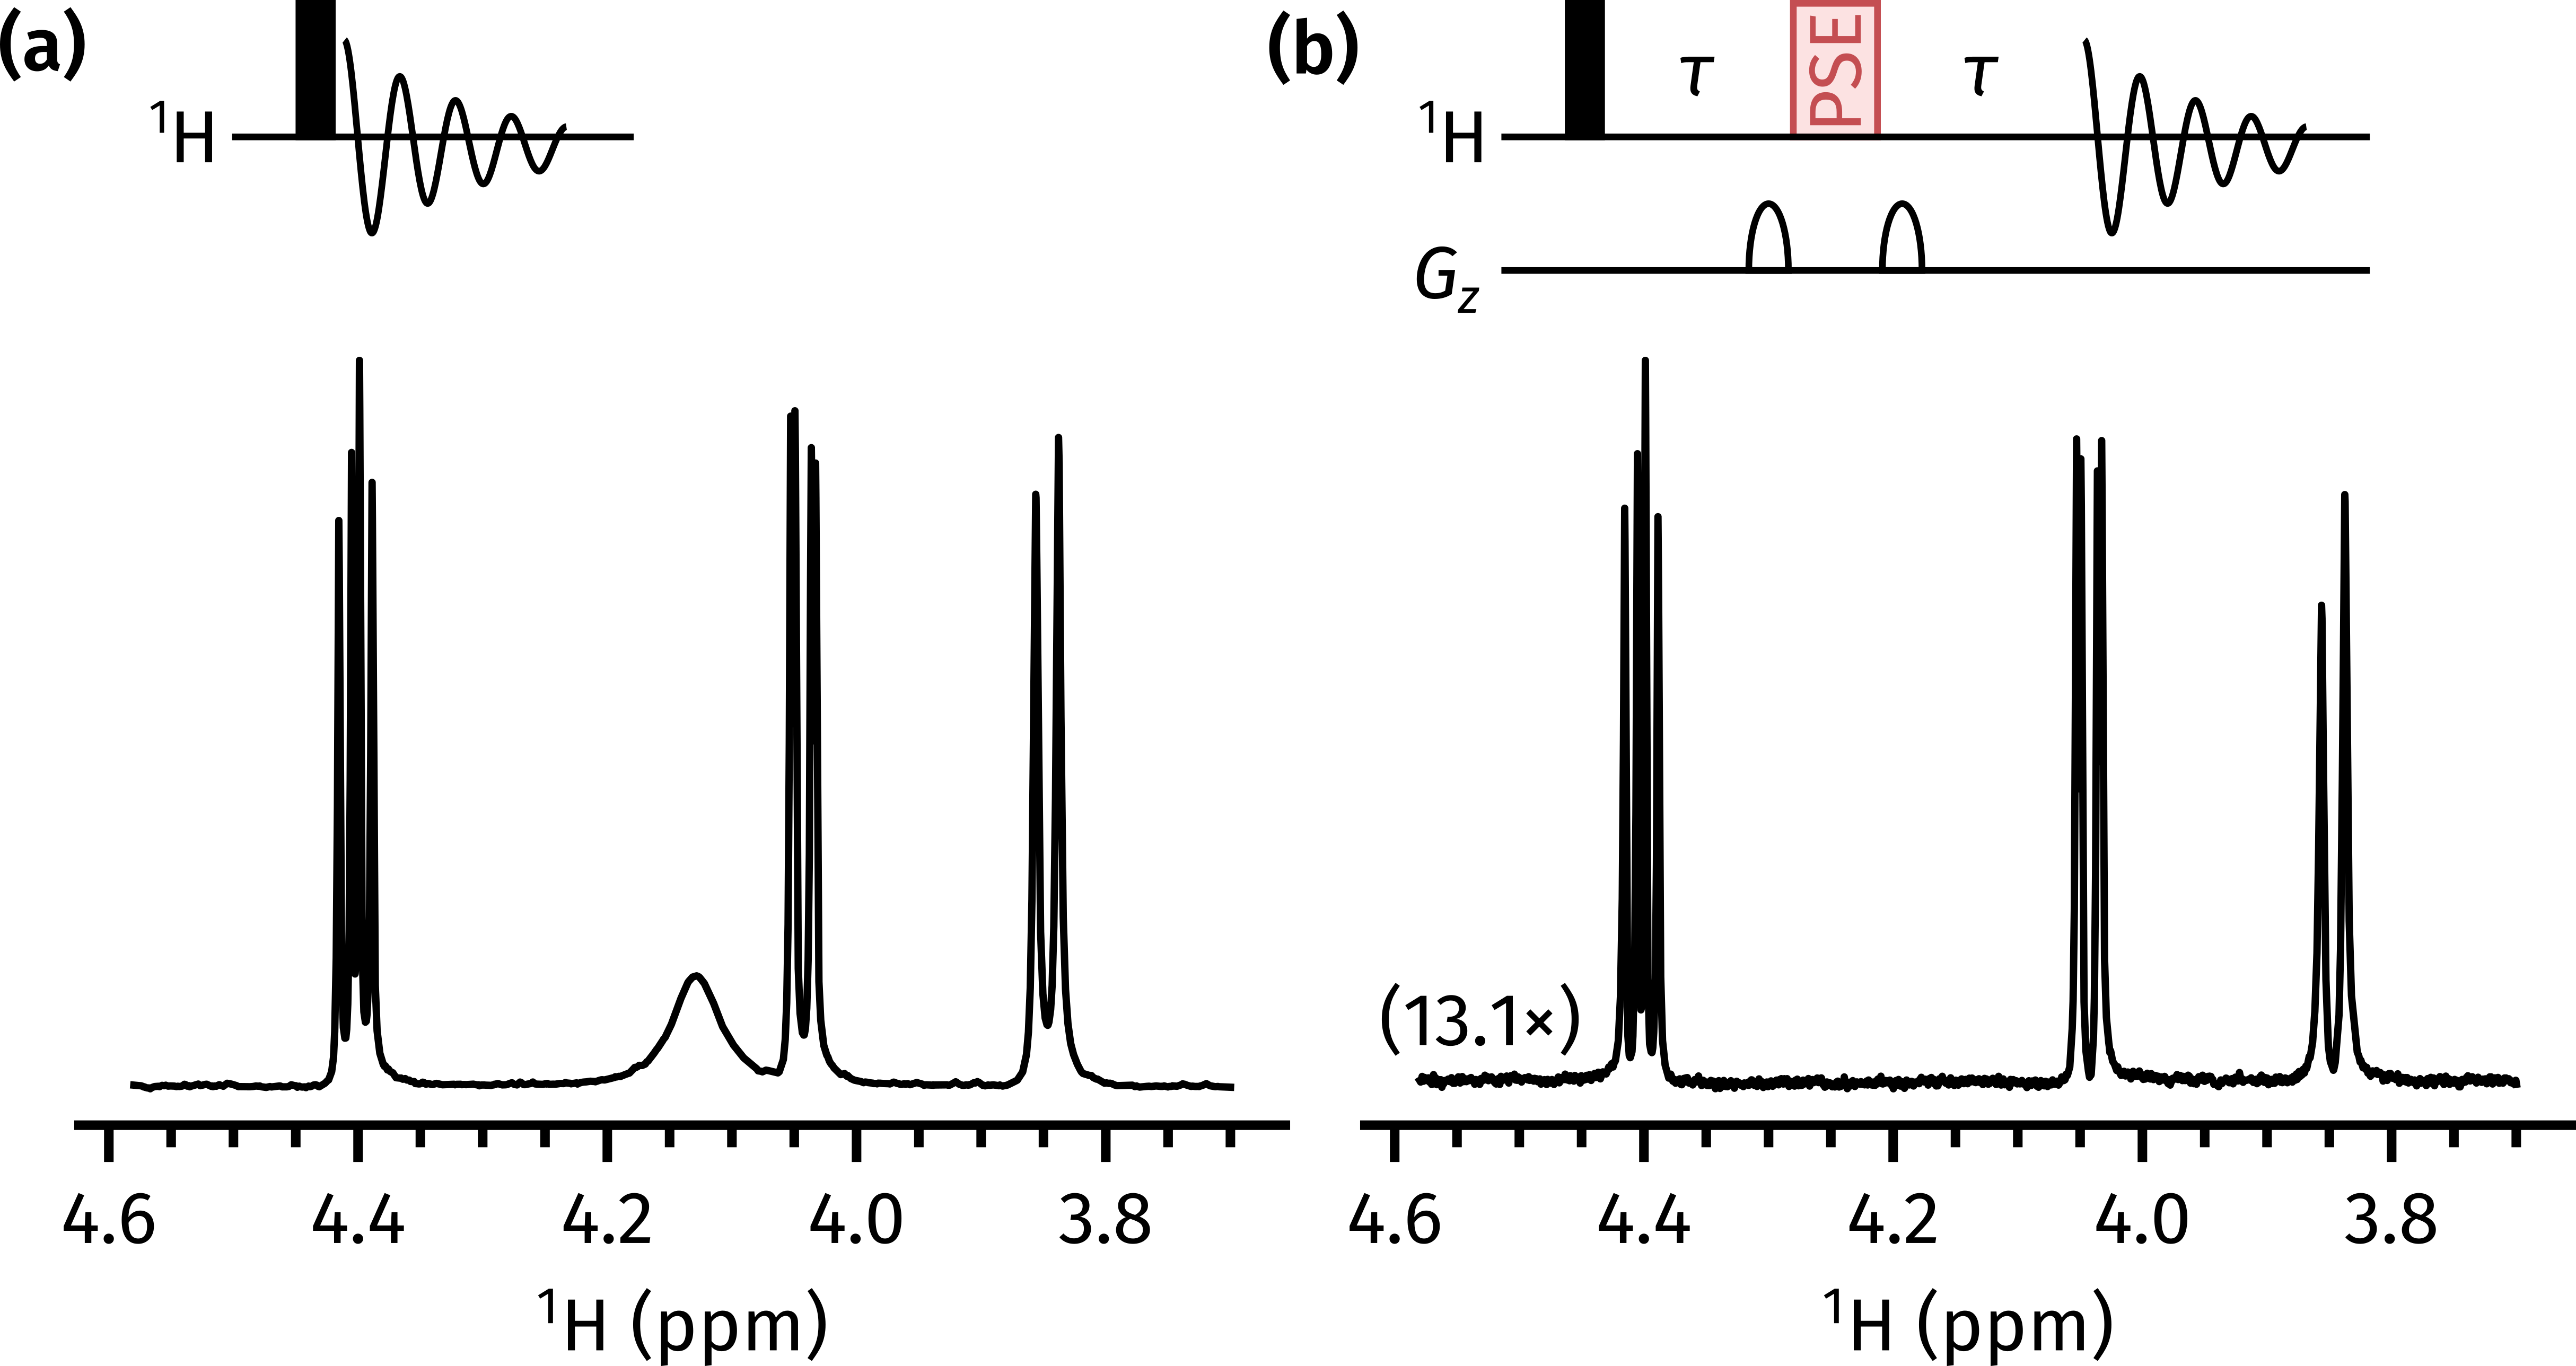 (a)
¹H
4.6 4.4 4.2 4.0 3.8
¹H (ppm)
(b)
τ PSE τ
¹H
G_z
(13.1×)
4.6 4.4 4.2 4.0 3.8
¹H (ppm)